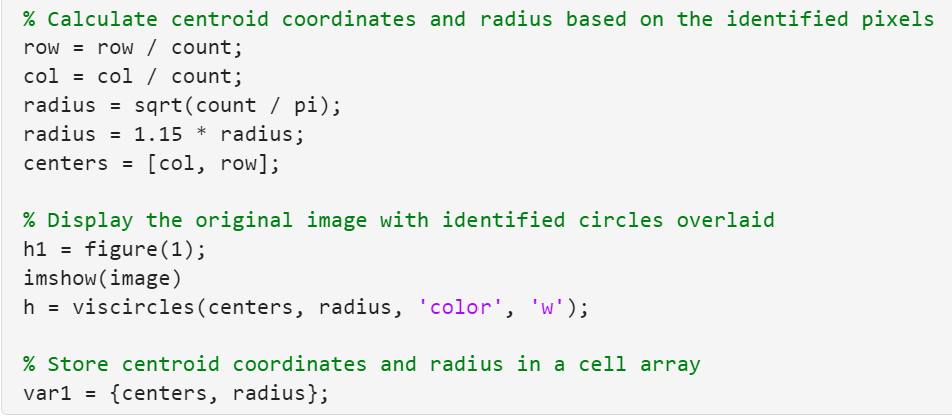 % Calculate centroid coordinates and radius based on the identified pixels
row = row / count;
col = col / count;
radius = sqrt(count / pi);
radius = 1.15 * radius;
centers = [col, row];
% Display the original image with identified circles overlaid
h1 = figure(1);
imshow(image)
h = viscircles(centers, radius, 'color', 'w');
% Store centroid coordinates and radius in a cell array
var1 = {centers, radius};